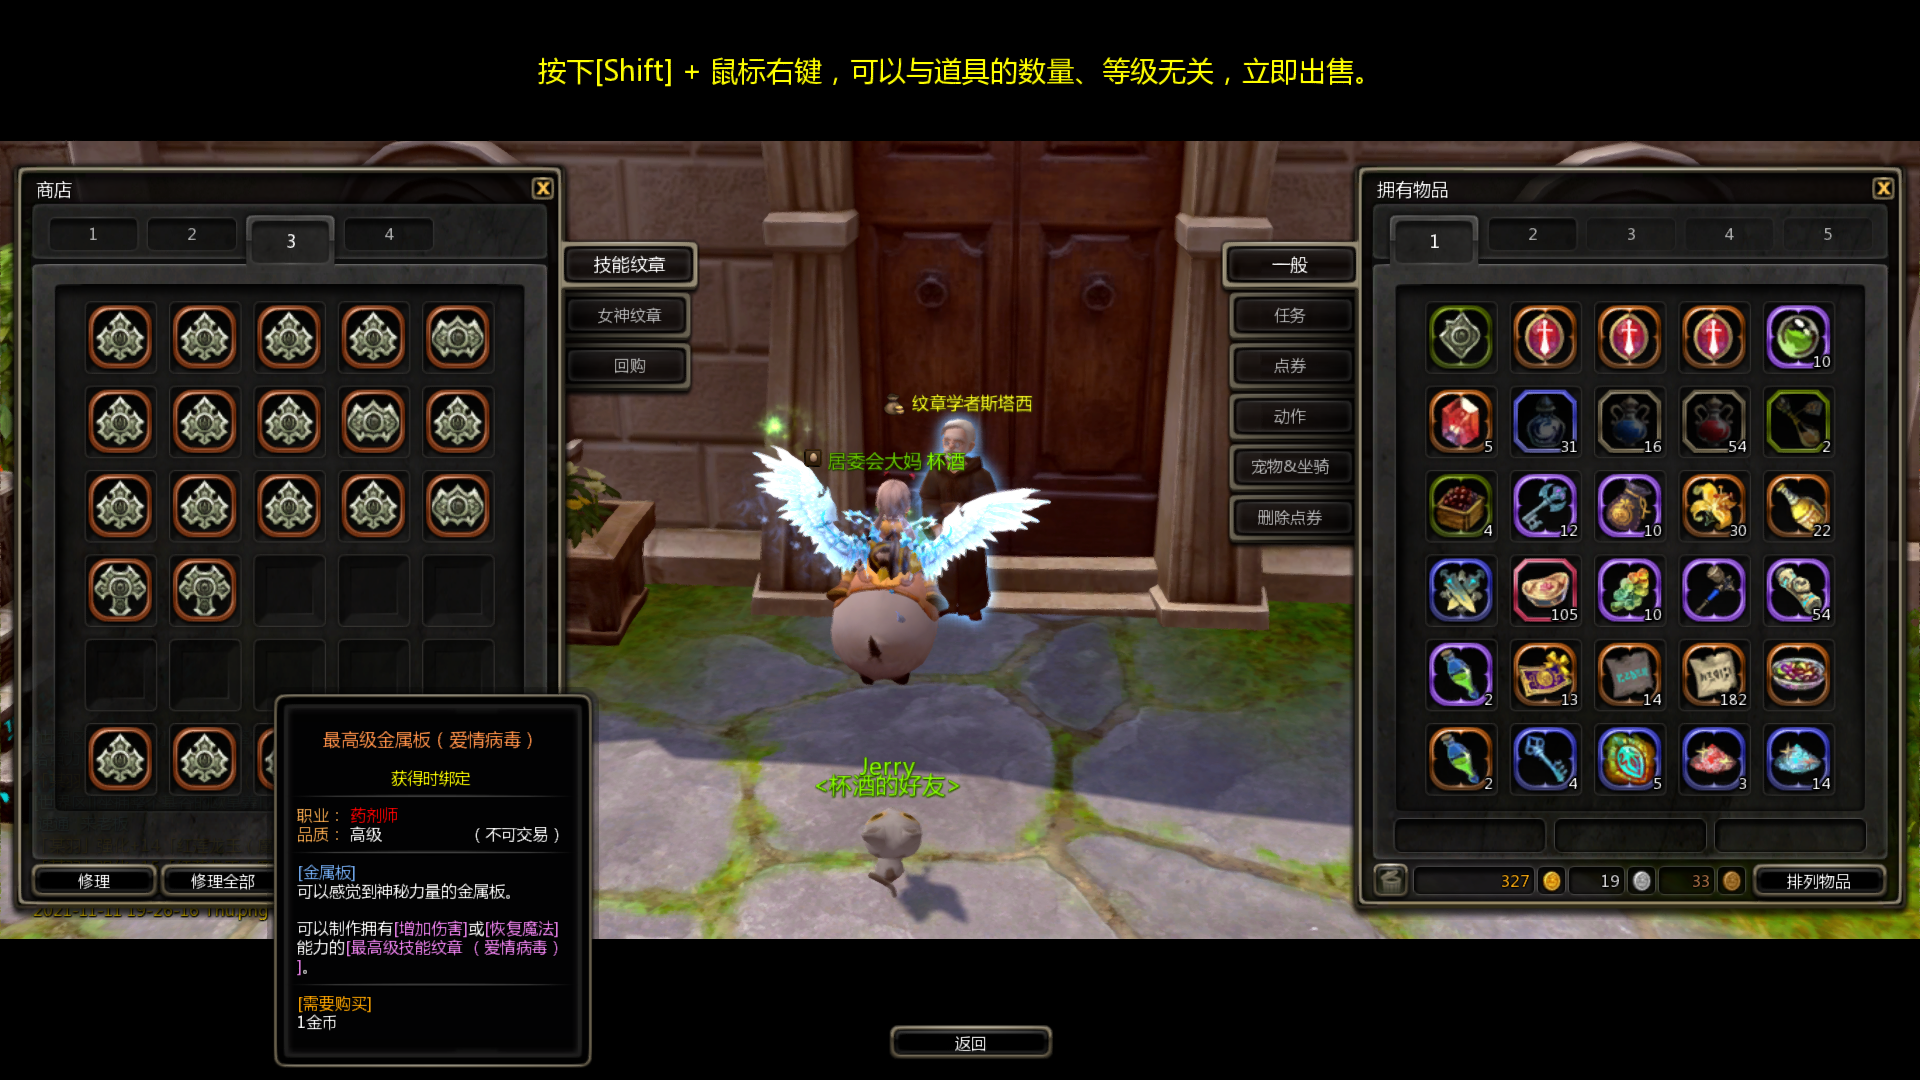 按下[Shift] + 鼠标右键，可以与道具的数量、等级无关，立即出售。
商店
1 2 3 4
技能纹章
女神纹章
回购
修理
修理全部
2021-11-11 19-28-18 Thu.png
最高级金属板（爱情病毒）
获得时绑定
职业： 药剂师
品质： 高级 （不可交易）
[金属板]
可以感觉到神秘力量的金属板。
可以制作拥有[增加伤害]或[恢复魔法]
能力的[最高级技能纹章 （爱情病毒）
]。
[需要购买]
1金币
纹章学者斯塔西
居委会大妈 杯酒
Jerry
<杯酒的好友>
返回
拥有物品
1 2 3 4 5
一般
任务
点券
动作
宠物&坐骑
删除点券
10
5 31 16 54 2
4 12 10 30 22
105 10 54
2 13 14 182
2 4 5 3 14
327 19 33
排列物品